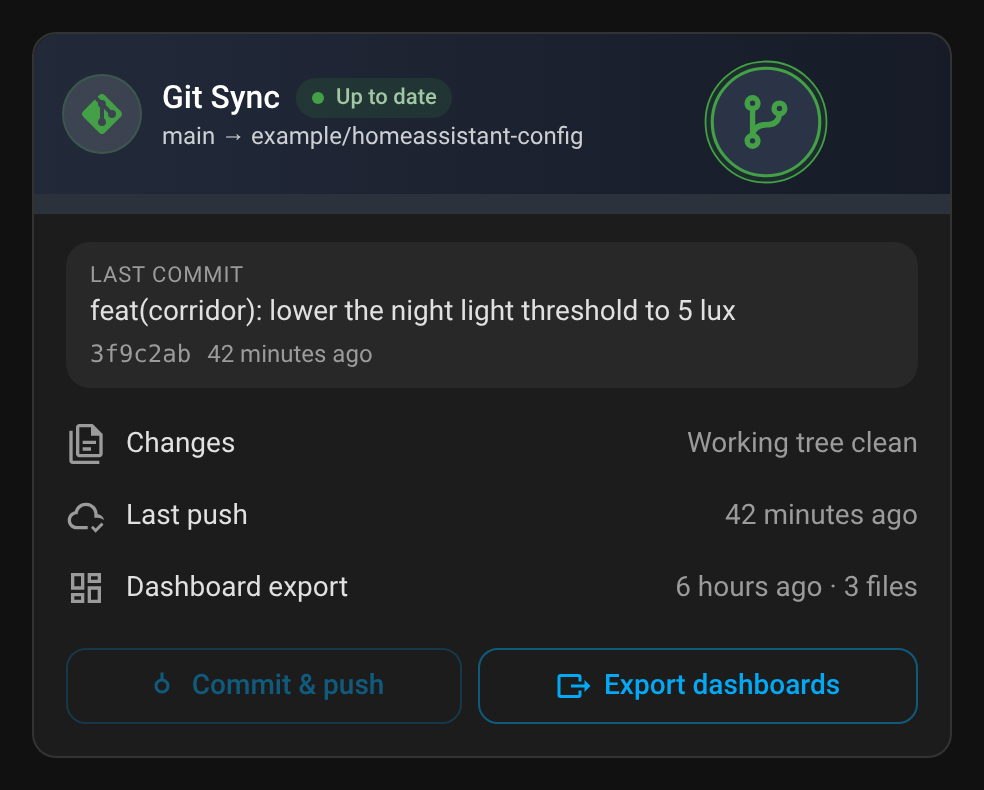 Git Sync
Up to date
main → example/homeassistant-config
LAST COMMIT
feat(corridor): lower the night light threshold to 5 lux
3f9c2ab 42 minutes ago
Changes
Working tree clean
Last push
42 minutes ago
Dashboard export
6 hours ago · 3 files
Commit & push
Export dashboards